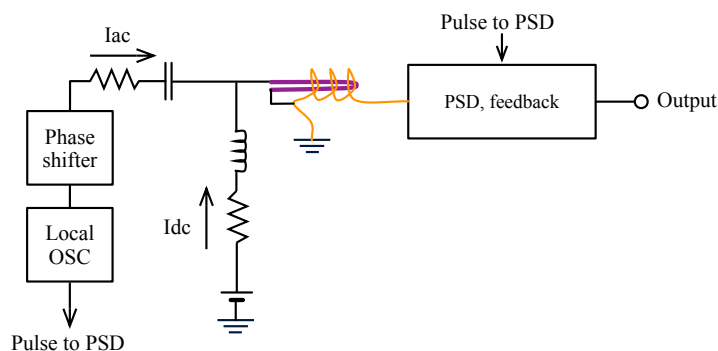 Iac
Pulse to PSD
PSD, feedback
Output
Phase
shifter
Idc
Local
OSC
Pulse to PSD